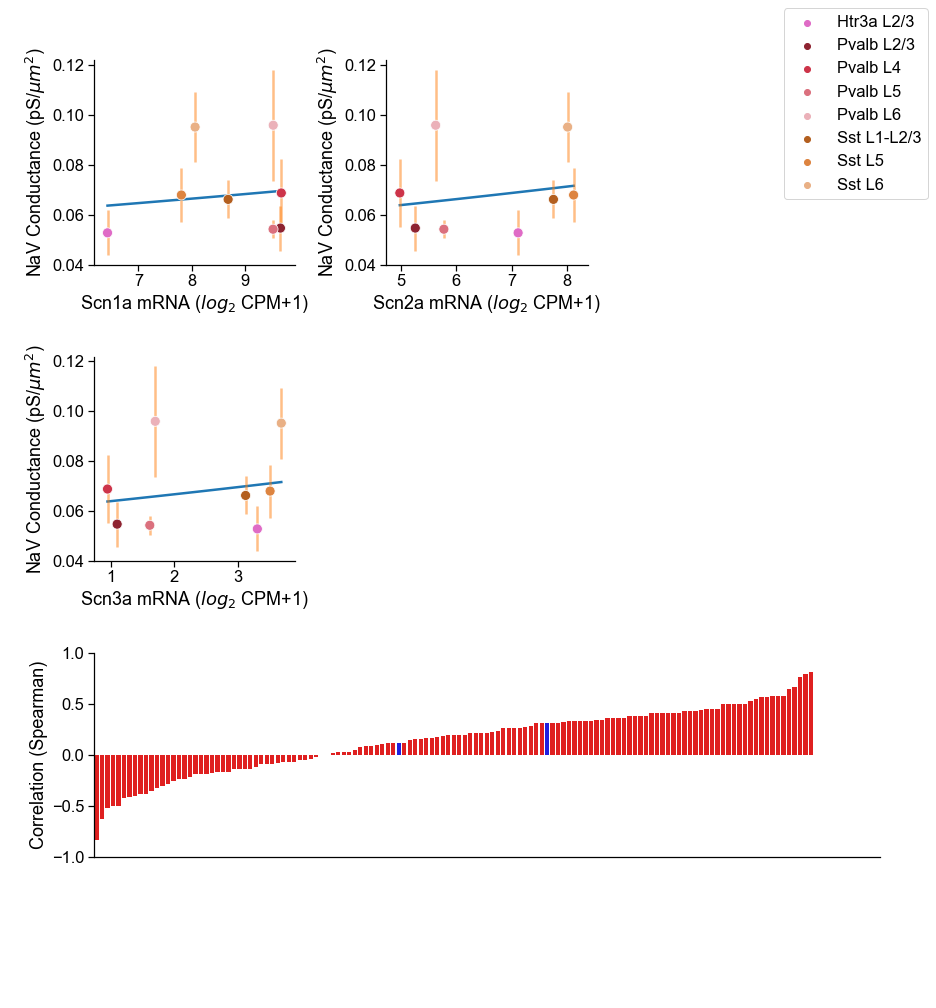 Htr3a L2/3
Pvalb L2/3
Pvalb L4
Pvalb L5
Pvalb L6
Sst L1-L2/3
Sst L5
Sst L6
NaV Conductance (pS/μm²)
0.12
0.10
0.08
0.06
0.04
7 8 9
Scn1a mRNA (log₂ CPM+1)
NaV Conductance (pS/μm²)
0.12
0.10
0.08
0.06
0.04
5 6 7 8
Scn2a mRNA (log₂ CPM+1)
NaV Conductance (pS/μm²)
0.12
0.10
0.08
0.06
0.04
1 2 3
Scn3a mRNA (log₂ CPM+1)
Correlation (Spearman)
1.0
0.5
0.0
−0.5
−1.0